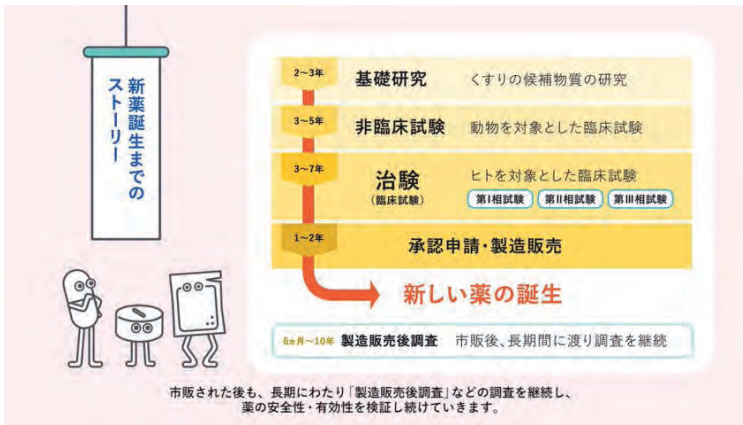 新薬誕生までの
ストーリー
2〜3年 基礎研究 くすりの候補物質の研究
3〜5年 非臨床試験 動物を対象とした臨床試験
3〜7年 治験 ヒトを対象とした臨床試験
(臨床試験) 第I相試験 第II相試験 第III相試験
1〜2年 承認申請・製造販売
新しい薬の誕生
6ヵ月〜10年 製造販売後調査 市販後、長期間に渡り調査を継続
市販された後も、長期にわたり「製造販売後調査」などの調査を継続し、
薬の安全性・有効性を検証し続けていきます。